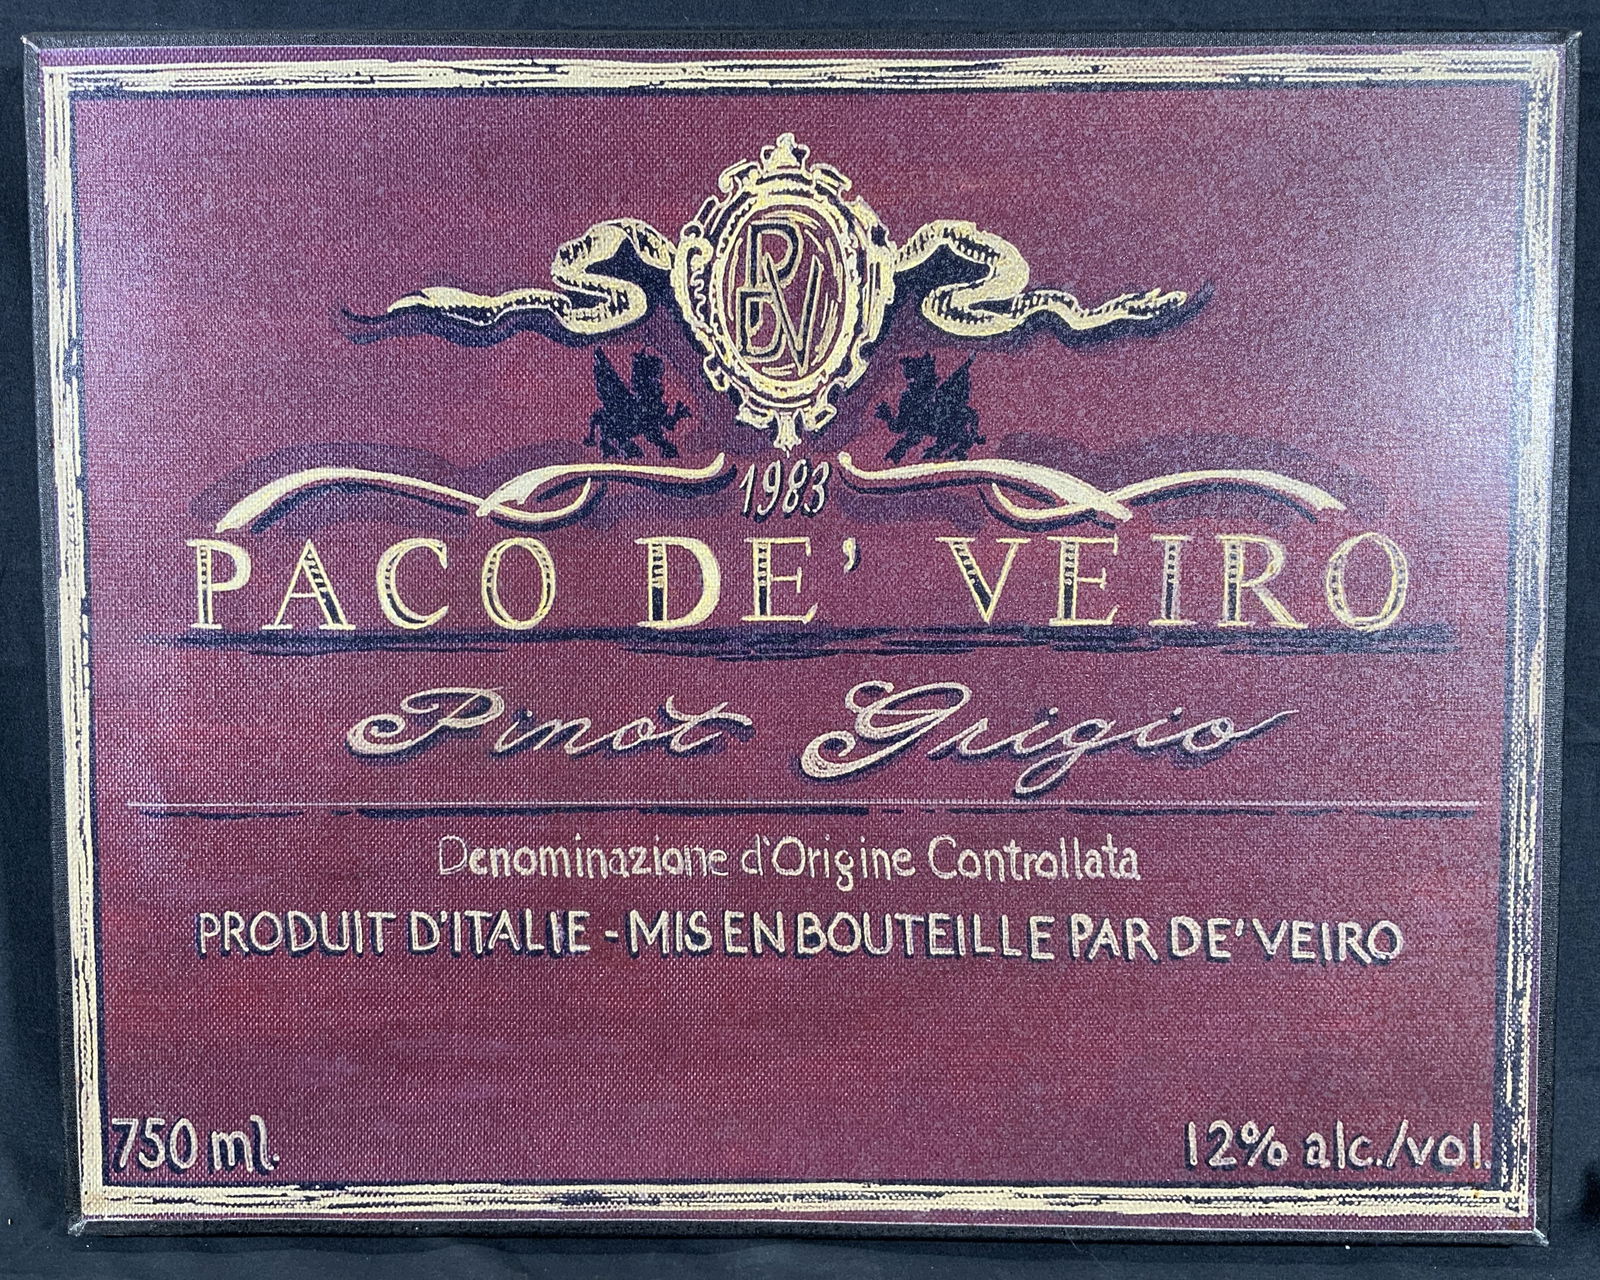 PDV
1983
PACO DE' VEIRO
Pinot Grigio
Denominazione d'Origine Controllata
PRODUIT D'ITALIE - MIS EN BOUTEILLE PAR DE' VEIRO
750 ml.
12% alc./vol.